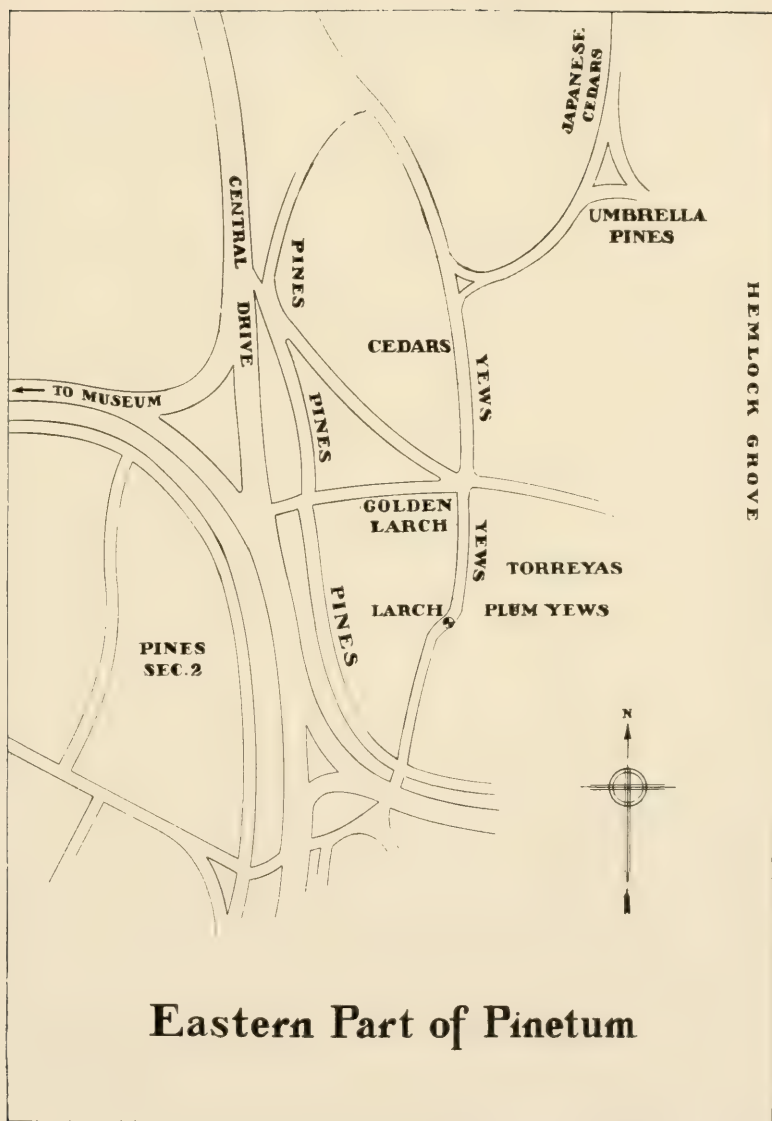 JAPANESE
CEDARS
UMBRELLA
PINES
CENTRAL
DRIVE
PINES
HEMLOCK GROVE
CEDARS
YEWS
TO MUSEUM
PINES
GOLDEN
LARCH
YEWS
TORREYAS
LARCH
PLUM YEWS
PINES
PINES
SEC. 2
N
Eastern Part of Pinetum